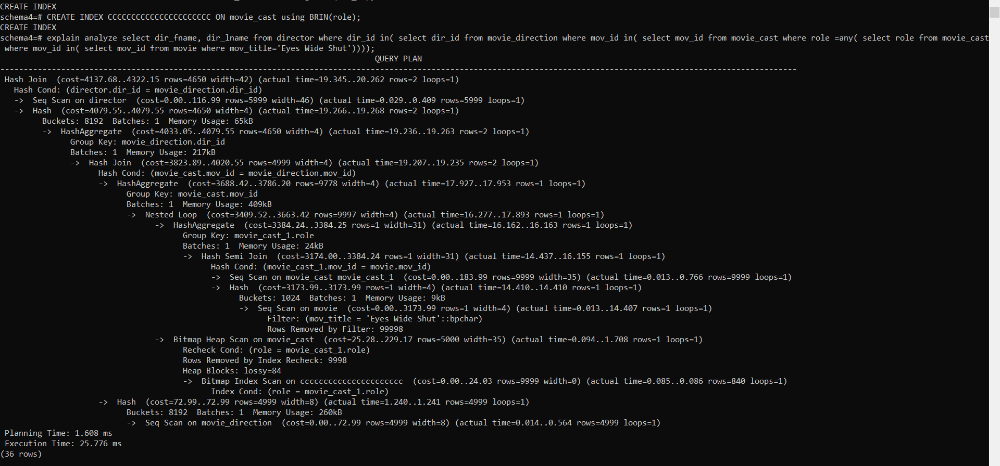 CREATE INDEX
schema4=# CREATE INDEX CCCCCCCCCCCCCCCCCCCCCC ON movie_cast using BRIN(role);
CREATE INDEX
schema4=# explain analyze select dir_fname, dir_lname from director where dir_id in( select dir_id from movie_direction where mov_id in( select mov_id from movie_cast where role =any( select role from movie_cast
 where mov_id in( select mov_id from movie where mov_title='Eyes Wide Shut'))));
QUERY PLAN
--------------------------------------------------------------------------------------------------------------------------------------------------------------------------
 Hash Join  (cost=4137.68..4322.15 rows=4650 width=42) (actual time=19.345..20.262 rows=2 loops=1)
   Hash Cond: (director.dir_id = movie_direction.dir_id)
   ->  Seq Scan on director  (cost=0.00..116.99 rows=5999 width=46) (actual time=0.029..0.409 rows=5999 loops=1)
   ->  Hash  (cost=4079.55..4079.55 rows=4650 width=4) (actual time=19.266..19.268 rows=2 loops=1)
         Buckets: 8192  Batches: 1  Memory Usage: 65kB
         ->  HashAggregate  (cost=4033.05..4079.55 rows=4650 width=4) (actual time=19.236..19.263 rows=2 loops=1)
               Group Key: movie_direction.dir_id
               Batches: 1  Memory Usage: 217kB
               ->  Hash Join  (cost=3823.89..4020.55 rows=4999 width=4) (actual time=19.207..19.235 rows=2 loops=1)
                     Hash Cond: (movie_cast.mov_id = movie_direction.mov_id)
                     ->  HashAggregate  (cost=3688.42..3786.20 rows=9778 width=4) (actual time=17.927..17.953 rows=1 loops=1)
                           Group Key: movie_cast.mov_id
                           Batches: 1  Memory Usage: 409kB
                           ->  Nested Loop  (cost=3409.52..3663.42 rows=9997 width=4) (actual time=16.277..17.893 rows=1 loops=1)
                                 ->  HashAggregate  (cost=3384.24..3384.25 rows=1 width=31) (actual time=16.162..16.163 rows=1 loops=1)
                                       Group Key: movie_cast_1.role
                                       Batches: 1  Memory Usage: 24kB
                                       ->  Hash Semi Join  (cost=3174.00..3384.24 rows=1 width=31) (actual time=14.437..16.155 rows=1 loops=1)
                                             Hash Cond: (movie_cast_1.mov_id = movie.mov_id)
                                             ->  Seq Scan on movie_cast movie_cast_1  (cost=0.00..183.99 rows=9999 width=35) (actual time=0.013..0.766 rows=9999 loops=1)
                                             ->  Hash  (cost=3173.99..3173.99 rows=1 width=4) (actual time=14.410..14.410 rows=1 loops=1)
                                                   Buckets: 1024  Batches: 1  Memory Usage: 9kB
                                                   ->  Seq Scan on movie  (cost=0.00..3173.99 rows=1 width=4) (actual time=0.013..14.407 rows=1 loops=1)
                                                         Filter: (mov_title = 'Eyes Wide Shut'::bpchar)
                                                         Rows Removed by Filter: 99998
                                 ->  Bitmap Heap Scan on movie_cast  (cost=25.28..229.17 rows=5000 width=35) (actual time=0.094..1.708 rows=1 loops=1)
                                       Recheck Cond: (role = movie_cast_1.role)
                                       Rows Removed by Index Recheck: 9998
                                       Heap Blocks: lossy=84
                                       ->  Bitmap Index Scan on cccccccccccccccccccccc  (cost=0.00..24.03 rows=9999 width=0) (actual time=0.085..0.086 rows=840 loops=1)
                                             Index Cond: (role = movie_cast_1.role)
                     ->  Hash  (cost=72.99..72.99 rows=4999 width=8) (actual time=1.240..1.241 rows=4999 loops=1)
                           Buckets: 8192  Batches: 1  Memory Usage: 260kB
                           ->  Seq Scan on movie_direction  (cost=0.00..72.99 rows=4999 width=8) (actual time=0.014..0.564 rows=4999 loops=1)
 Planning Time: 1.608 ms
 Execution Time: 25.776 ms
(36 rows)